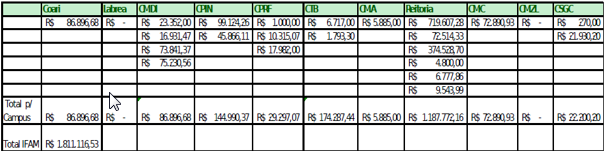 Coari Labrea CMDI CPIN CPRF CTB CMA Reitoria CMC CMZL CSGC
R$ 86.896,68 R$ - R$ 23.352,00 R$ 99.124,26 R$ 1.000,00 R$ 6.717,00 R$ 5.885,00 R$ 719.607,28 R$ 72.890,93 R$ - R$ 270,00
R$ 16.931,47 R$ 45.866,11 R$ 10.315,07 R$ 1.793,30 R$ 72.514,33 R$ 21.930,20
R$ 73.841,37 R$ 17.982,00 R$ 374.528,70
R$ 75.230,56 R$ 4.800,00
R$ 6.777,86
R$ 9.543,99
Total p/
Campus R$ 86.896,68 R$ - R$ 86.896,68 R$ 144.990,37 R$ 29.297,07 R$ 174.287,44 R$ 5.885,00 R$ 1.187.772,16 R$ 72.890,93 R$ - R$ 22.200,20
Total IFAM R$ 1.811.116,53